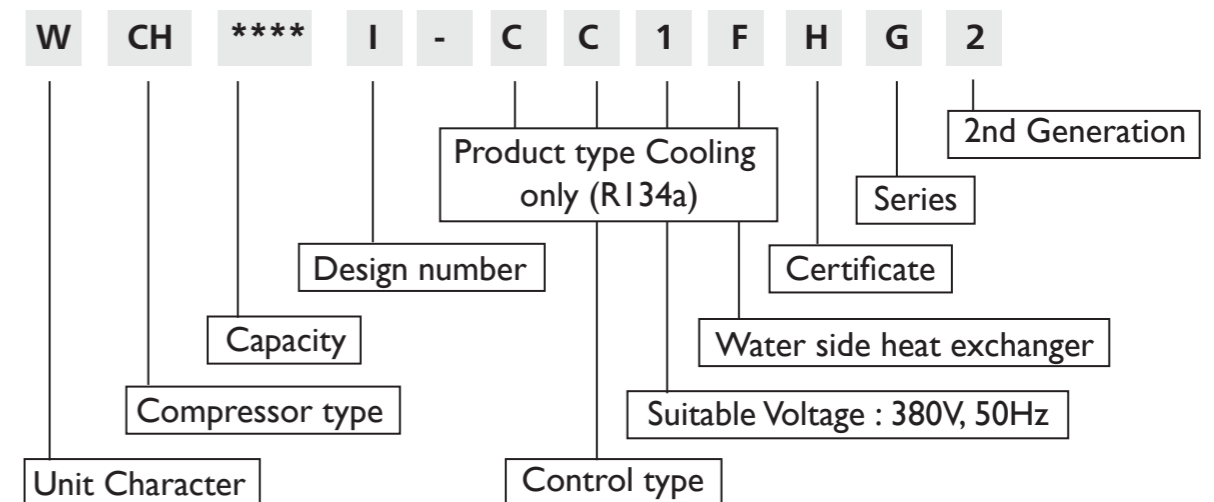 W CH **** I - C C 1 F H G 2
2nd Generation
Product type Cooling
only (R134a)
Series
Design number
Certificate
Capacity
Water side heat exchanger
Compressor type
Suitable Voltage : 380V, 50Hz
Unit Character
Control type